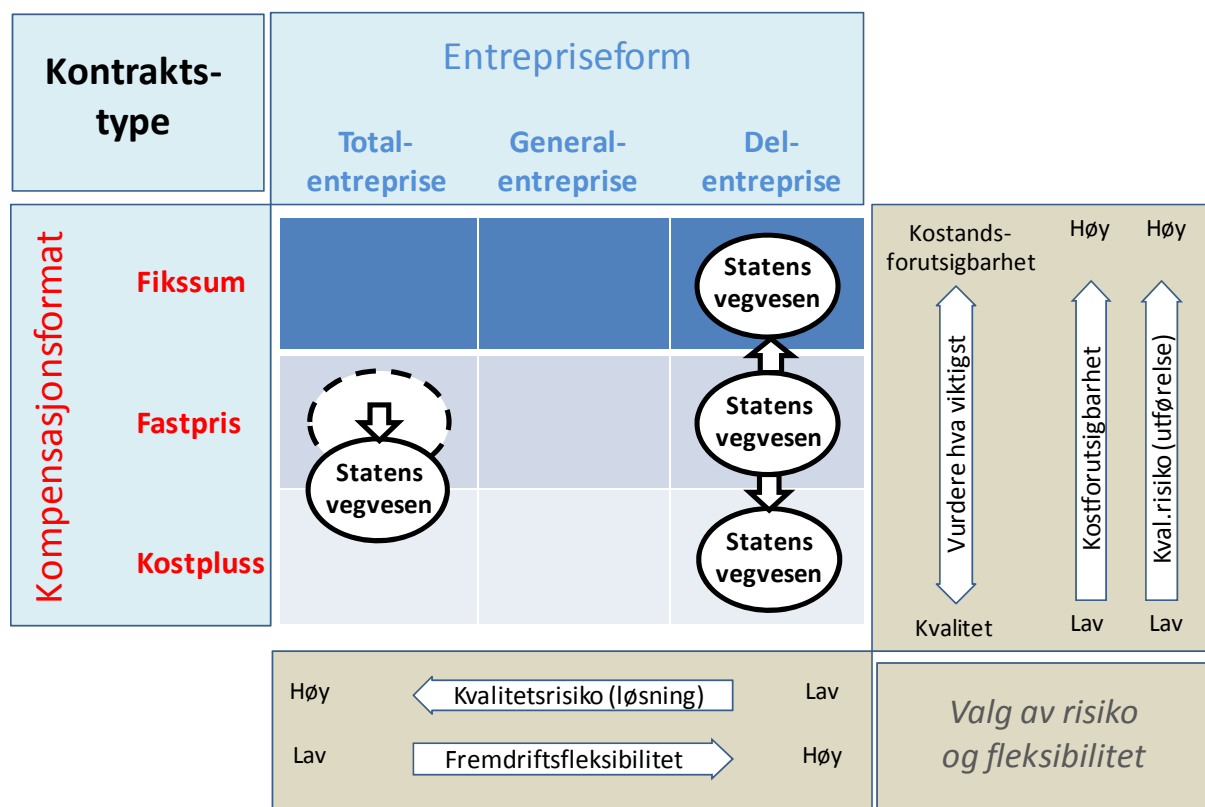 Kontrakts-
type
Entrepriseform
Total-
entreprise
General-
entreprise
Del-
entreprise
Kompensasjonsformat
Fikssum
Fastpris
Kostpluss
Statens
vegvesen
Statens
vegvesen
Statens
vegvesen
Statens
vegvesen
Kostands-
forutsigbarhet
Høy
Høy
Vurdere hva viktigst
Kostforutsigbarhet
Kval.risiko (utførelse)
Kvalitet
Lav
Lav
Høy
Kvalitetsrisiko (løsning)
Lav
Lav
Fremdriftsfleksibilitet
Høy
Valg av risiko
og fleksibilitet